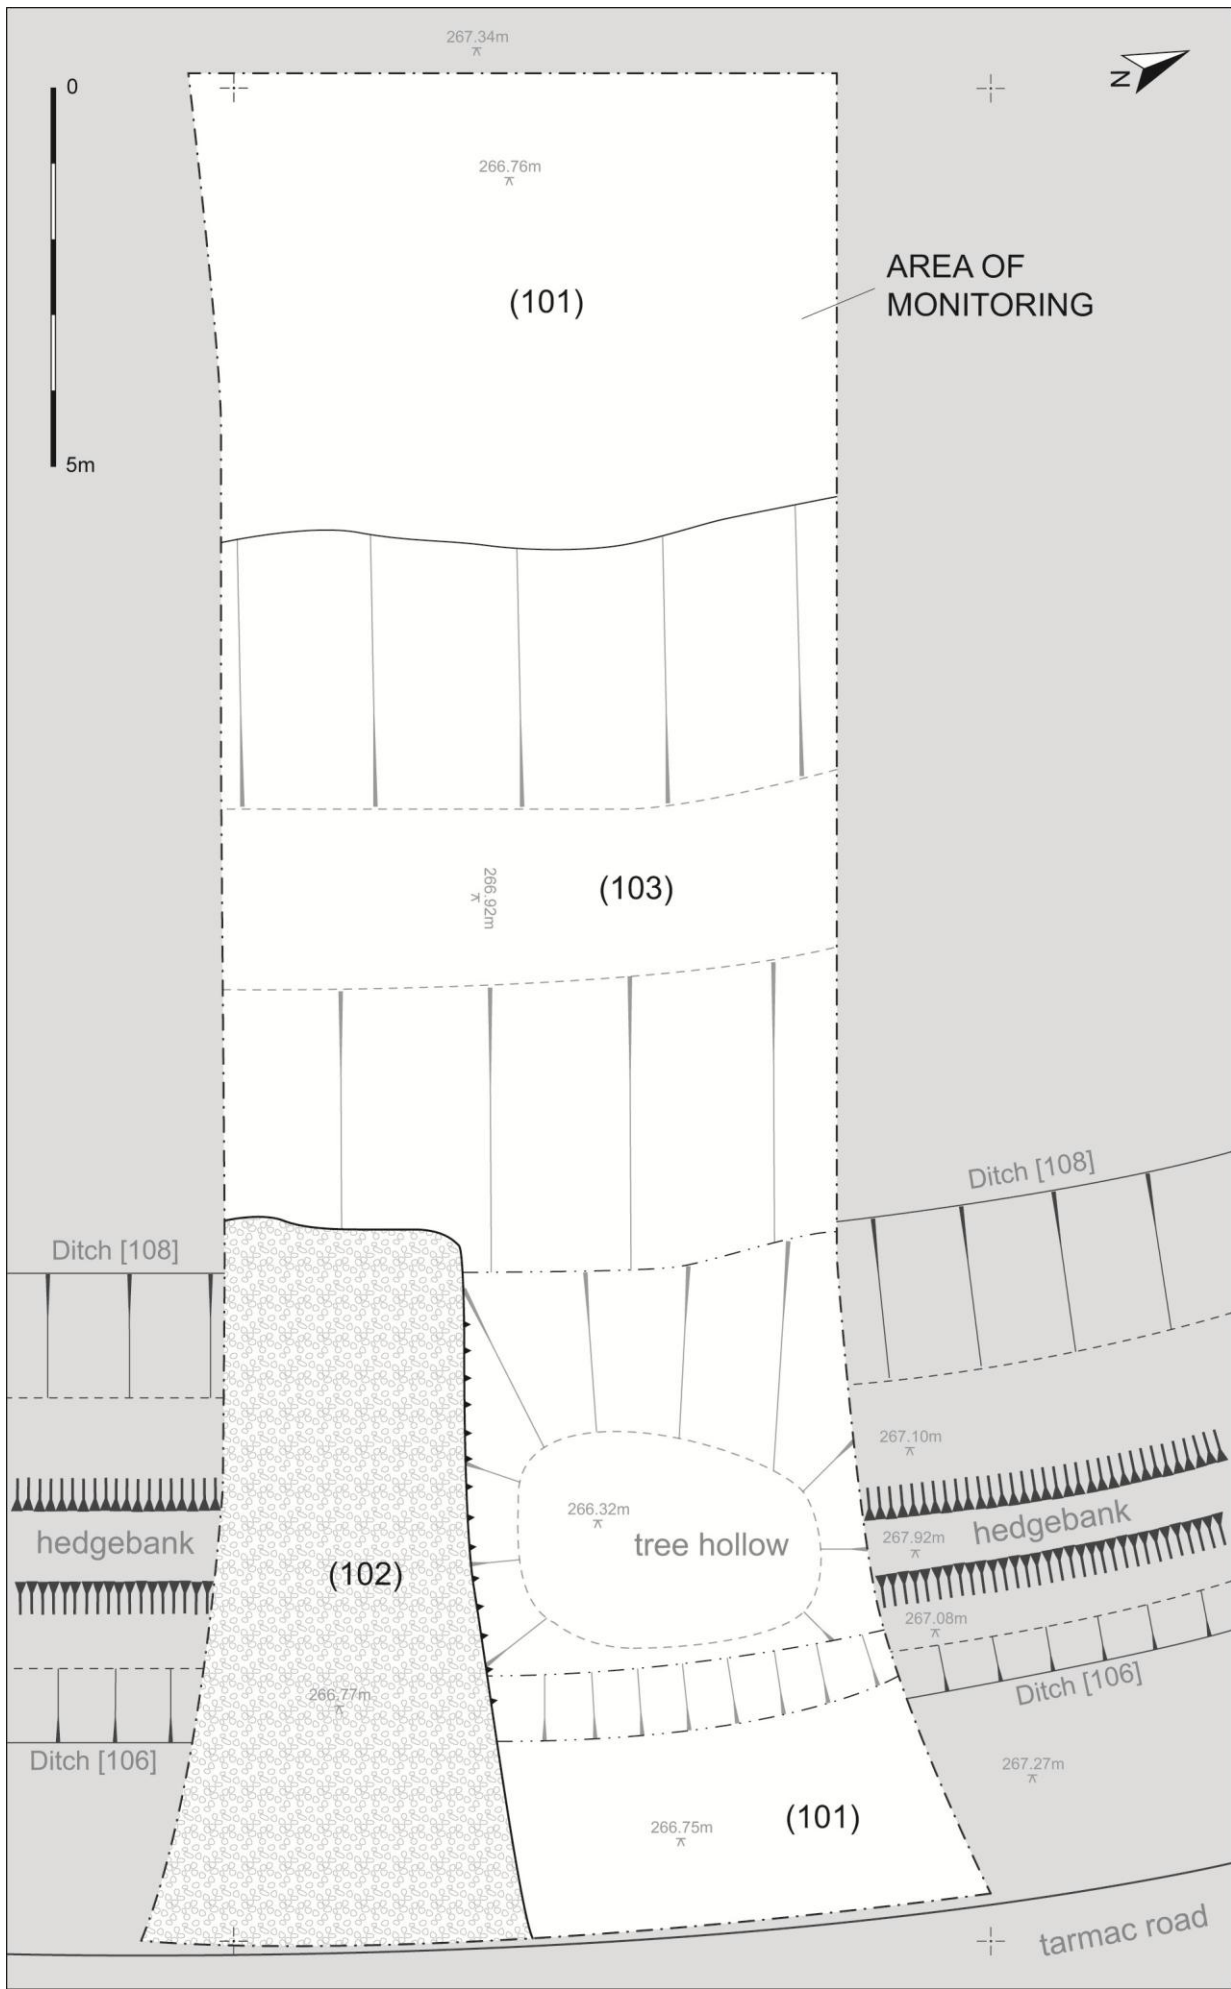 267.34m
N
0
266.76m
AREA OF
MONITORING
(101)
5m
266.92m
(103)
Ditch [108]
Ditch [108]
267.10m
266.32m
hedgebank
hedgebank
tree hollow
267.92m
(102)
267.08m
266.77m
Ditch [106]
Ditch [106]
267.27m
266.75m
(101)
tarmac road